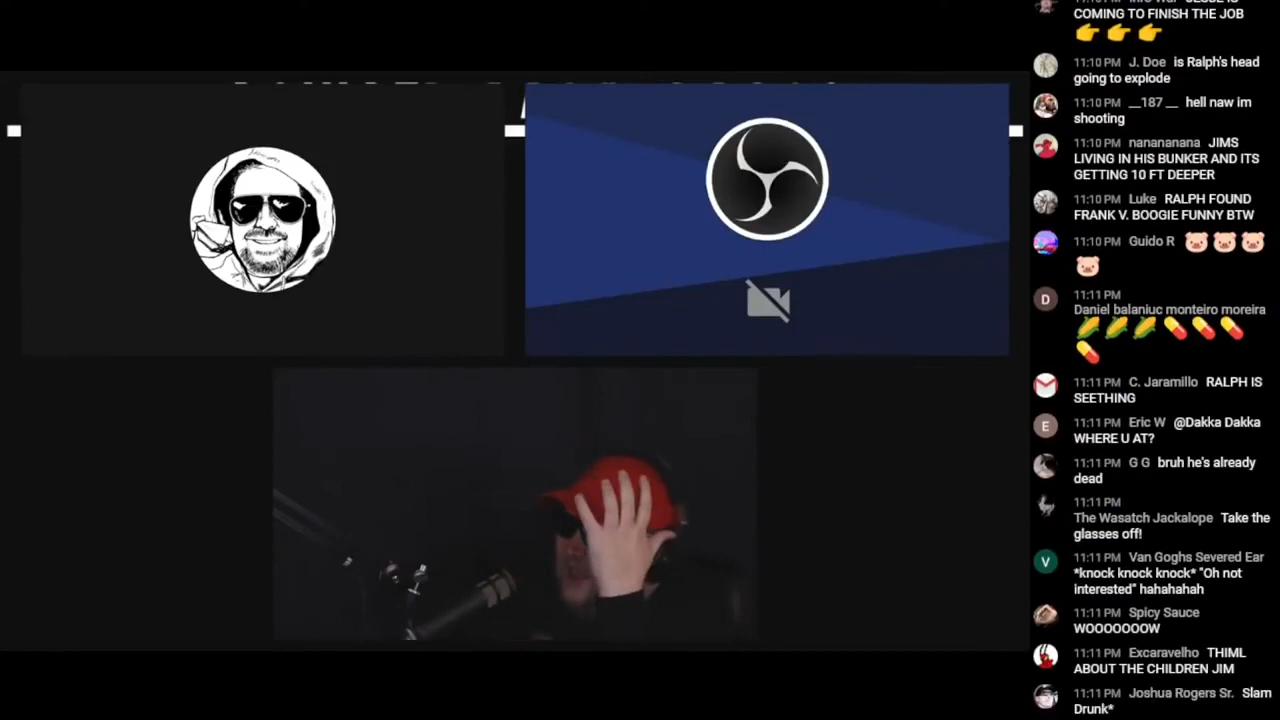 COMING TO FINISH THE JOB
👉 👉 👉
11:10 PM J. Doe is Ralph's head
going to explode
11:10 PM __187 __ hell naw im
shooting
11:10 PM nanananana JIMS
LIVING IN HIS BUNKER AND ITS
GETTING 10 FT DEEPER
11:10 PM Luke RALPH FOUND
FRANK V. BOOGIE FUNNY BTW
11:10 PM Guido R 🐷 🐷 🐷
🐷
11:11 PM
Daniel balaniuc monteiro moreira
🌽 🌽 🌽 💊 💊 💊
💊
D
11:11 PM C. Jaramillo RALPH IS
SEETHING
11:11 PM Eric W @Dakka Dakka
WHERE U AT?
E
11:11 PM G G bruh he's already
dead
11:11 PM
The Wasatch Jackalope Take the
glasses off!
11:11 PM Van Goghs Severed Ear
*knock knock knock* "Oh not
interested" hahahahah
V
11:11 PM Spicy Sauce
WOOOOOOW
11:11 PM Excaravelho THIML
ABOUT THE CHILDREN JIM
11:11 PM Joshua Rogers Sr. Slam
Drunk*